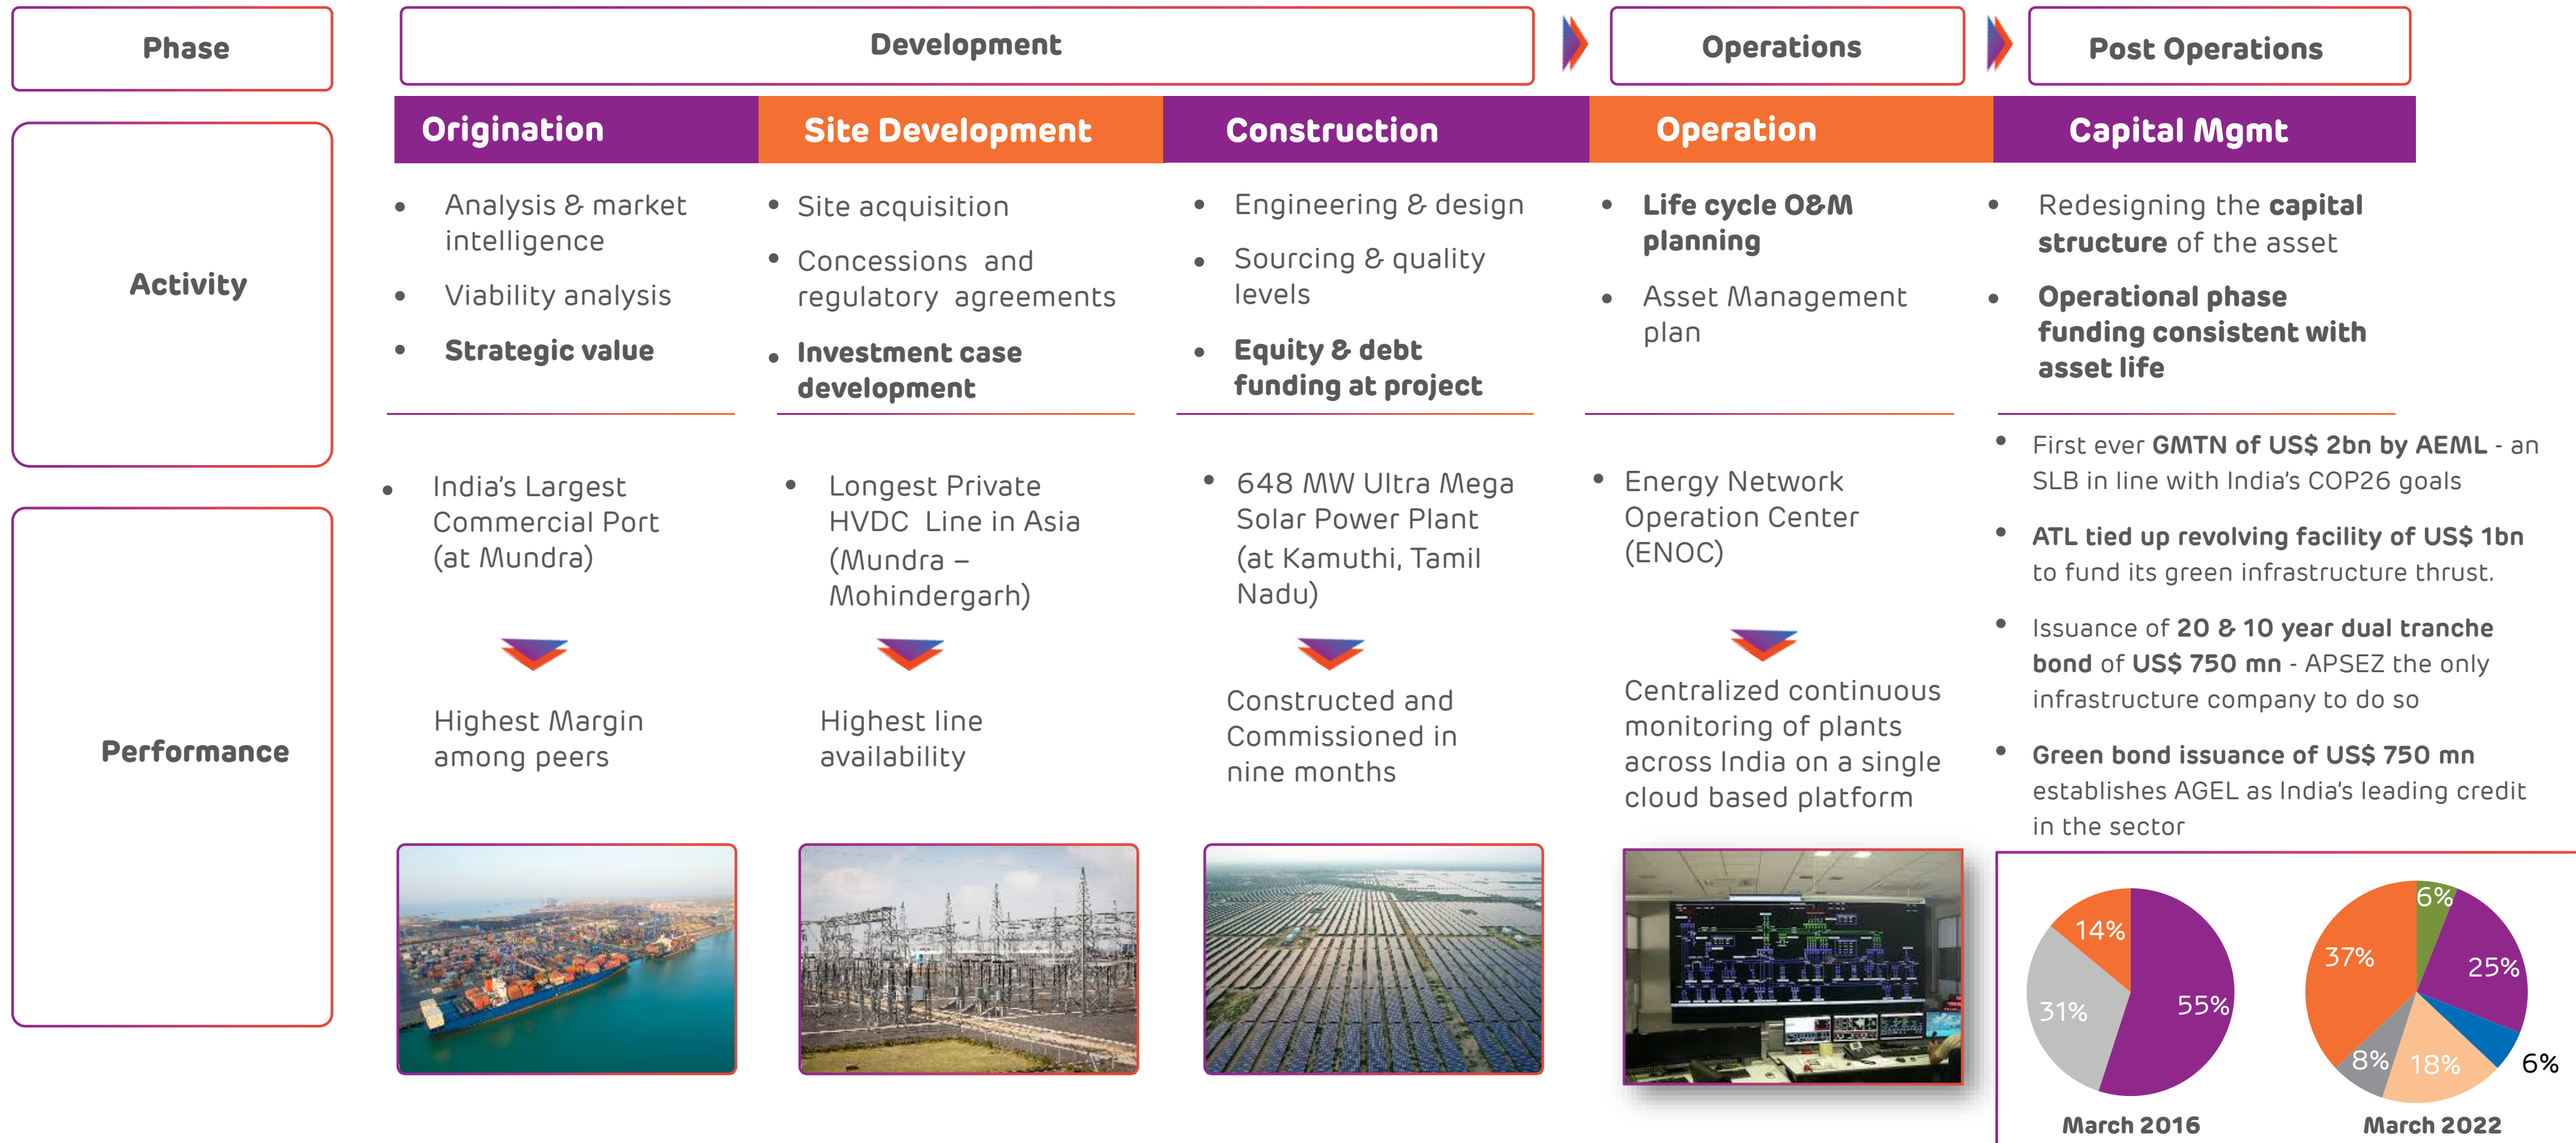 Phase
Development
Operations
Post Operations
Activity
Origination
Site Development
Construction
Operation
Capital Mgmt
• Analysis & market
intelligence
• Viability analysis
• Strategic value
• Site acquisition
• Concessions and
regulatory agreements
• Investment case
development
• Engineering & design
• Sourcing & quality
levels
• Equity & debt
funding at project
• Life cycle O&M
planning
• Asset Management
plan
• Redesigning the capital
structure of the asset
• Operational phase
funding consistent with
asset life
Performance
• India's Largest
Commercial Port
(at Mundra)
Highest Margin
among peers
• Longest Private
HVDC Line in Asia
(Mundra –
Mohindergarh)
Highest line
availability
• 648 MW Ultra Mega
Solar Power Plant
(at Kamuthi, Tamil
Nadu)
Constructed and
Commissioned in
nine months
• Energy Network
Operation Center
(ENOC)
Centralized continuous
monitoring of plants
across India on a single
cloud based platform
• First ever GMTN of US$ 2bn by AEML - an
SLB in line with India's COP26 goals
• ATL tied up revolving facility of US$ 1bn
to fund its green infrastructure thrust.
• Issuance of 20 & 10 year dual tranche
bond of US$ 750 mn - APSEZ the only
infrastructure company to do so
• Green bond issuance of US$ 750 mn
establishes AGEL as India's leading credit
in the sector
14%
31%
55%
March 2016
6%
37%
25%
8%
18%
6%
March 2022